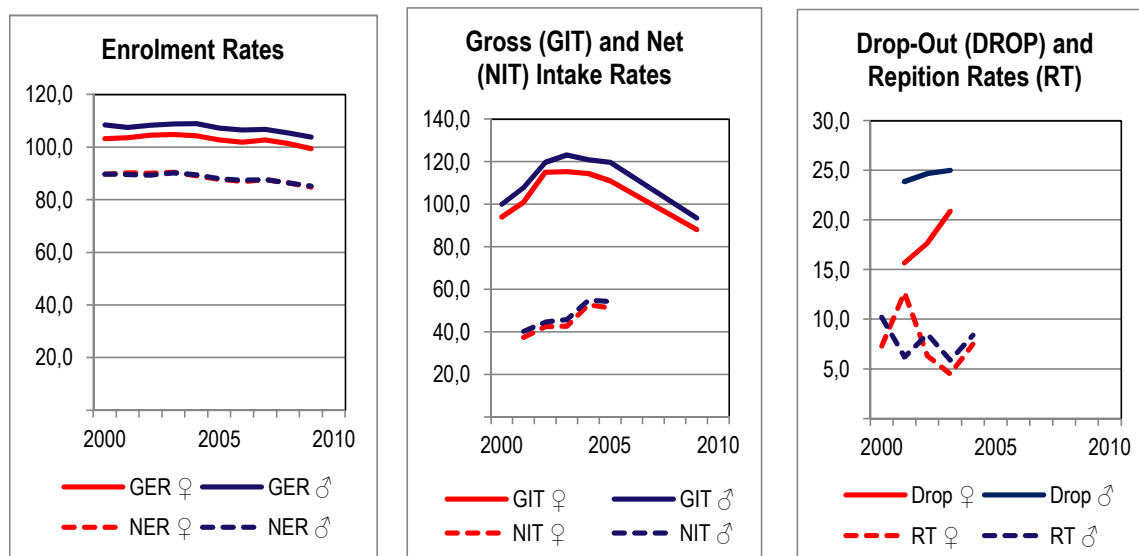 Enrolment Rates
120,0
100,0
80,0
60,0
40,0
20,0
2000 2005 2010
GER ♀ GER ♂
NER ♀ NER ♂
Gross (GIT) and Net
(NIT) Intake Rates
140,0
120,0
100,0
80,0
60,0
40,0
20,0
2000 2005 2010
GIT ♀ GIT ♂
NIT ♀ NIT ♂
Drop-Out (DROP) and
Repition Rates (RT)
30,0
25,0
20,0
15,0
10,0
5,0
2000 2005 2010
Drop ♀ Drop ♂
RT ♀ RT ♂